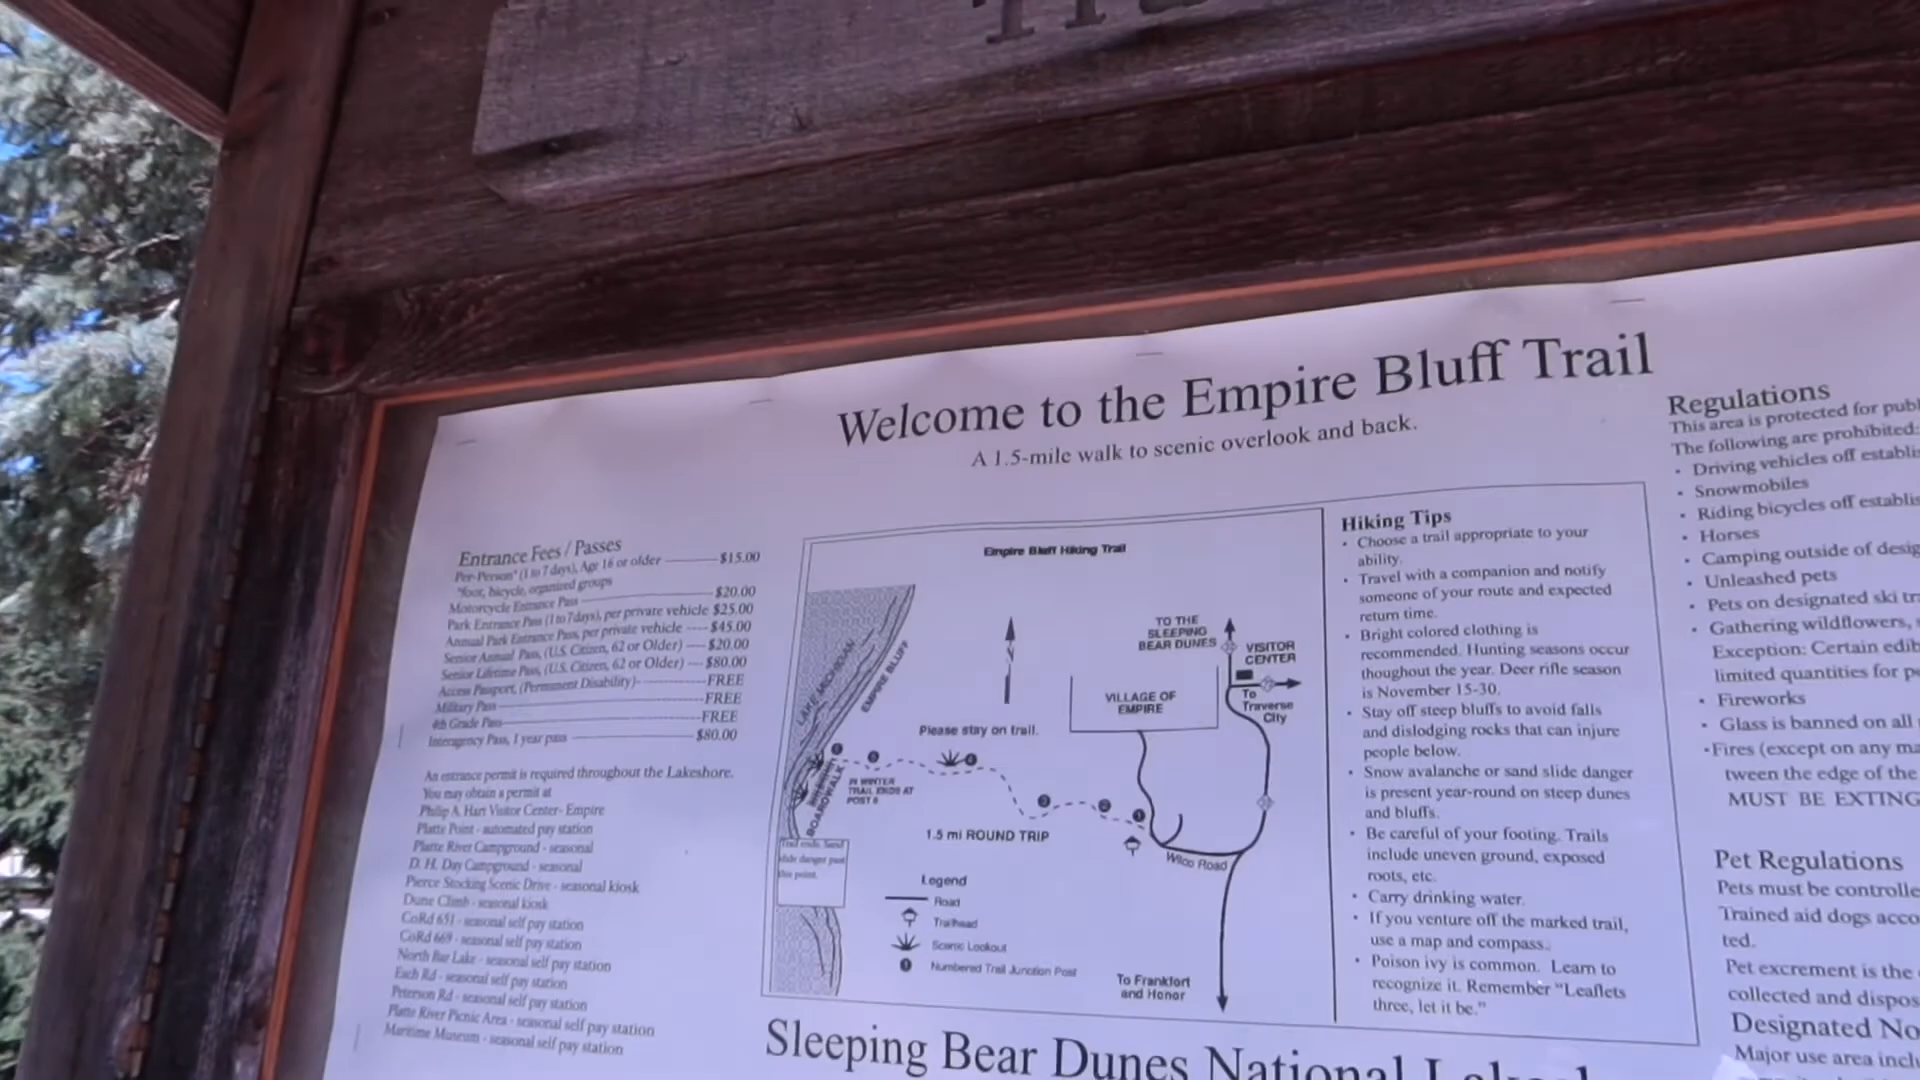 Welcome to the Empire Bluff Trail
A 1.5-mile walk to scenic overlook and back.
Entrance Fees / Passes
Per-Person* (1 to 7 days), Age 16 or older $15.00
*foot, bicycle, organized groups
Motorcycle Entrance Pass $20.00
Park Entrance Pass (1 to 7 days), per private vehicle $25.00
Annual Park Entrance Pass, per private vehicle ---- $45.00
Senior Annual Pass, (U.S. Citizen, 62 or Older) --- $20.00
Senior Lifetime Pass, (U.S. Citizen, 62 or Older) --- $80.00
Access Passport, (Permanent Disability) FREE
Military Pass FREE
4th Grade Pass FREE
Interagency Pass, 1 year pass $80.00
An entrance permit is required throughout the Lakeshore.
You may obtain a permit at
Philip A. Hart Visitor Center- Empire
Platte Point - automated pay station
Platte River Campground - seasonal
D. H. Day Campground - seasonal
Pierce Stocking Scenic Drive - seasonal kiosk
Dune Climb - seasonal kiosk
CoRd 651 - seasonal self pay station
CoRd 669 - seasonal self pay station
North Bar Lake - seasonal self pay station
Esch Rd - seasonal self pay station
Peterson Rd - seasonal self pay station
Platte River Picnic Area - seasonal self pay station
Maritime Museum - seasonal self pay station
Empire Bluff Hiking Trail
LAKE MICHIGAN
EMPIRE BLUFF
N
TO THE
SLEEPING
BEAR DUNES
VISITOR
CENTER
To
Traverse
City
VILLAGE OF
EMPIRE
Please stay on trail.
IN WINTER
TRAIL ENDS AT
POST 6
BOARDWALK
1.5 mi ROUND TRIP
Wilco Road
Trail ends. Sand
slide danger past
this point.
Legend
Road
Trailhead
Scenic Lookout
Numbered Trail Junction Post
To Frankfort
and Honor
Hiking Tips
• Choose a trail appropriate to your
ability.
• Travel with a companion and notify
someone of your route and expected
return time.
• Bright colored clothing is
recommended. Hunting seasons occur
thoughout the year. Deer rifle season
is November 15-30.
• Stay off steep bluffs to avoid falls
and dislodging rocks that can injure
people below.
• Snow avalanche or sand slide danger
is present year-round on steep dunes
and bluffs.
• Be careful of your footing. Trails
include uneven ground, exposed
roots, etc.
• Carry drinking water.
• If you venture off the marked trail,
use a map and compass.
• Poison ivy is common. Learn to
recognize it. Remember "Leaflets
three, let it be."
Regulations
This area is protected for
The following are prohibited:
• Driving vehicles off
• Snowmobiles
• Riding bicycles off
• Horses
• Camping outside of
• Unleashed pets
• Pets on designated ski
• Gathering wildflowers,
Exception: Certain
limited quantities for
• Fireworks
• Glass is banned on all
• Fires (except on any
tween the edge of the
MUST BE
Pet Regulations
Pets must be
Trained aid dogs
ted.
Pet excrement is the
collected and
Designated
Major use area
Sleeping Bear Dunes National